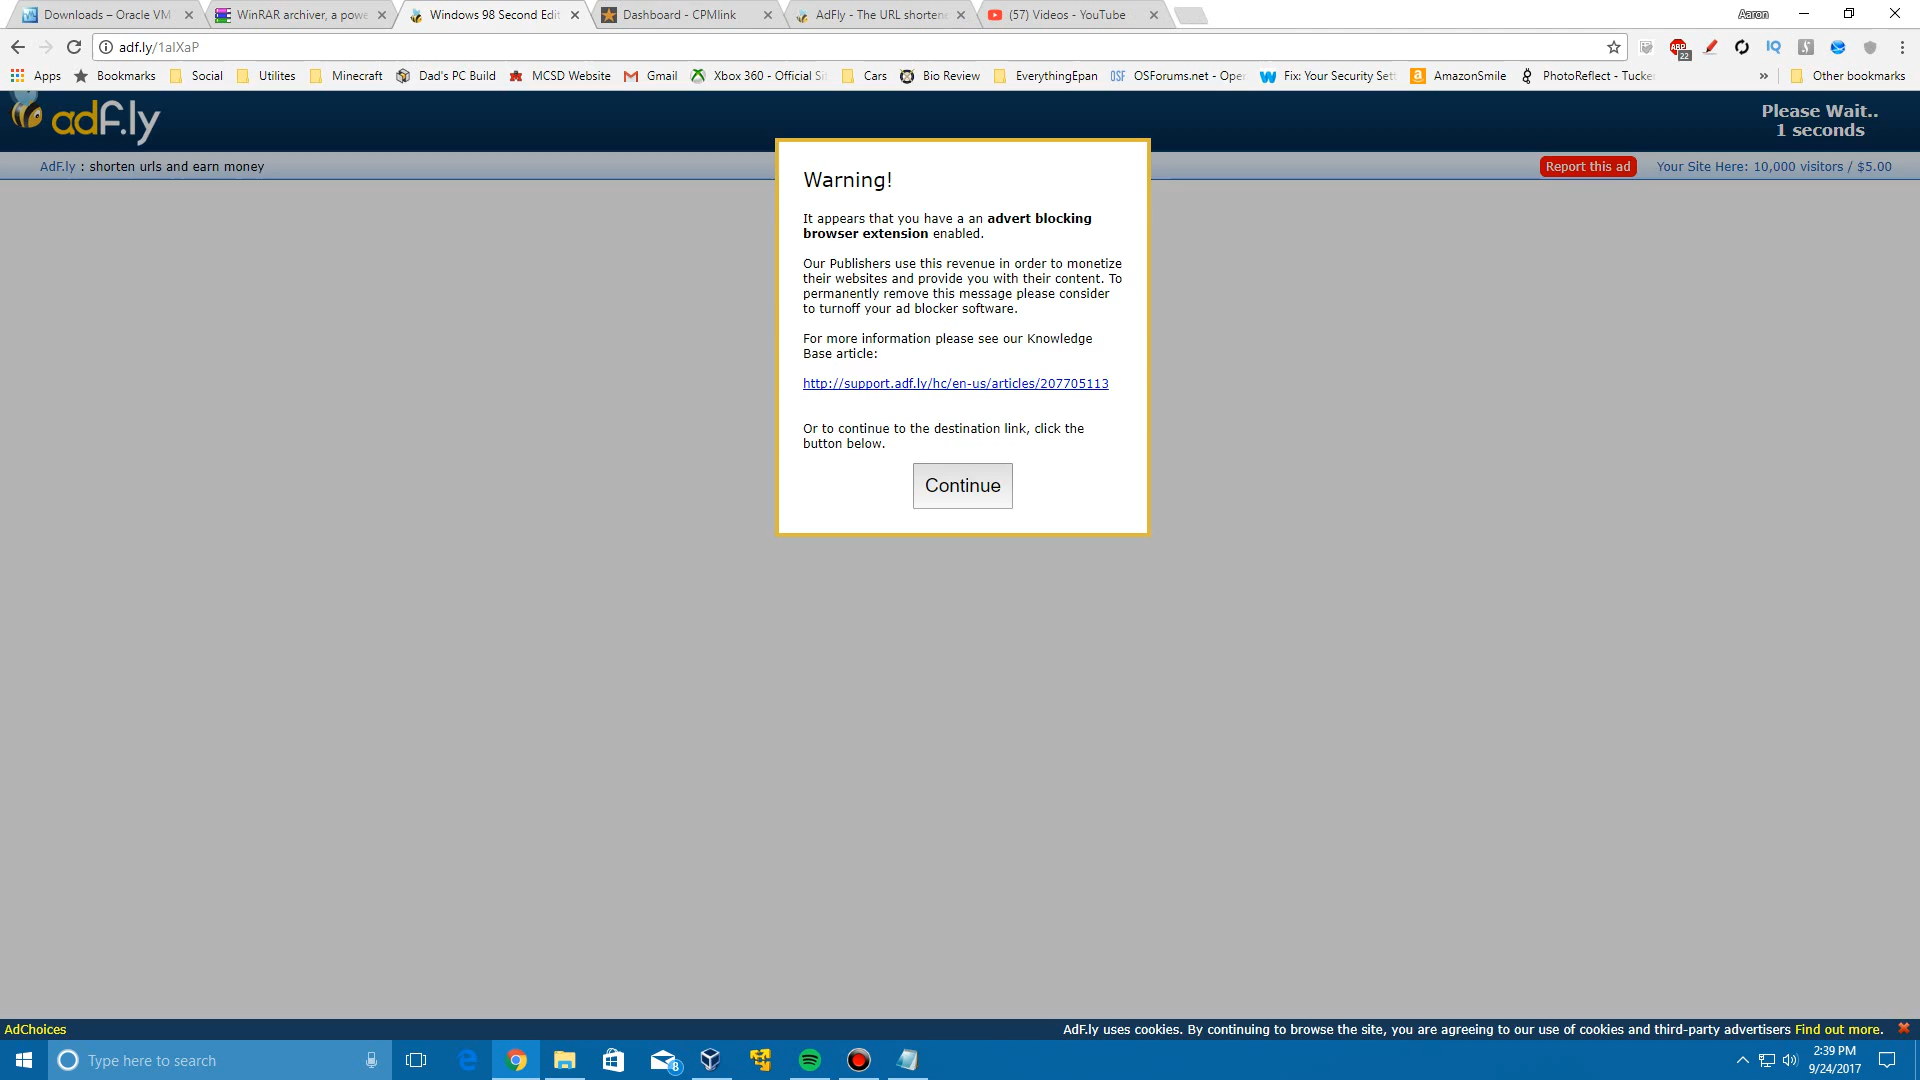 Downloads – Oracle VM
WinRAR archiver, a powe
Windows 98 Second Edit
Dashboard - CPMlink
AdFly - The URL shortene
(57) Videos - YouTube
Aaron
adf.ly/1alXaP
ABP
22
IQ
Apps
Bookmarks
Social
Utilites
Minecraft
Dad's PC Build
MCSD Website
Gmail
Xbox 360 - Official Si
Cars
Bio Review
EverythingEpan
OSF
OSForums.net - Oper
Fix: Your Security Sett
AmazonSmile
PhotoReflect - Tucke
»
Other bookmarks
adf.ly
Please Wait..
1 seconds
AdF.ly : shorten urls and earn money
Report this ad
Your Site Here: 10,000 visitors / $5.00
Warning!
It appears that you have a an advert blocking
browser extension enabled.
Our Publishers use this revenue in order to monetize
their websites and provide you with their content. To
permanently remove this message please consider
to turnoff your ad blocker software.
For more information please see our Knowledge
Base article:
http://support.adf.ly/hc/en-us/articles/207705113
Or to continue to the destination link, click the
button below.
Continue
AdChoices
AdF.ly uses cookies. By continuing to browse the site, you are agreeing to our use of cookies and third-party advertisers Find out more.
Type here to search
8
2:39 PM
9/24/2017